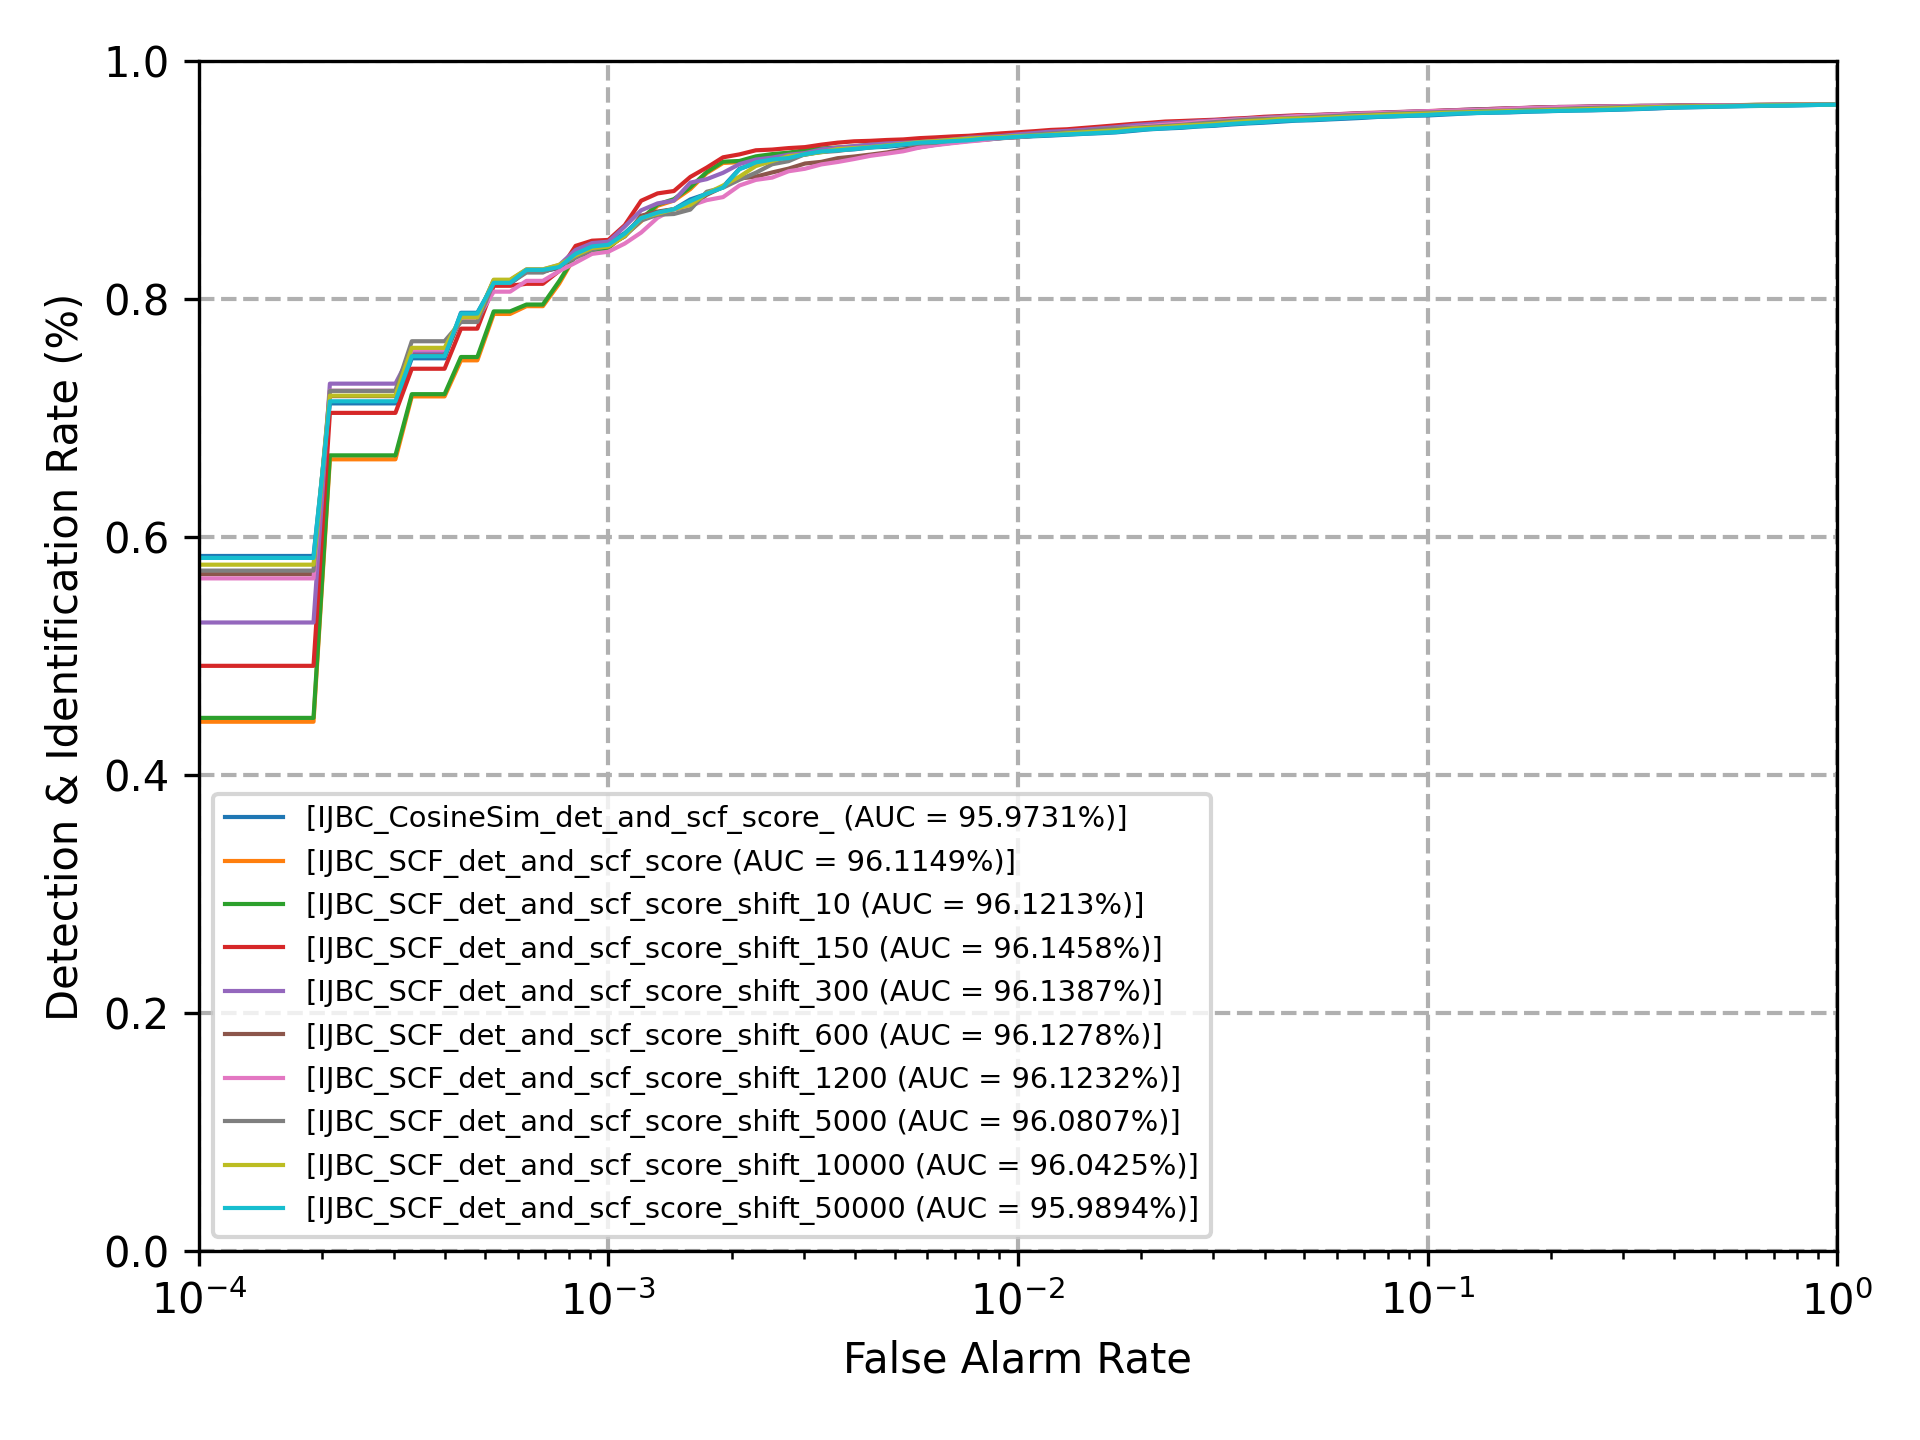 1.0
0.8
0.6
0.4
0.2
0.0
Detection & Identification Rate (%)
[IJBC_CosineSim_det_and_scf_score_ (AUC = 95.9731%)]
[IJBC_SCF_det_and_scf_score (AUC = 96.1149%)]
[IJBC_SCF_det_and_scf_score_shift_10 (AUC = 96.1213%)]
[IJBC_SCF_det_and_scf_score_shift_150 (AUC = 96.1458%)]
[IJBC_SCF_det_and_scf_score_shift_300 (AUC = 96.1387%)]
[IJBC_SCF_det_and_scf_score_shift_600 (AUC = 96.1278%)]
[IJBC_SCF_det_and_scf_score_shift_1200 (AUC = 96.1232%)]
[IJBC_SCF_det_and_scf_score_shift_5000 (AUC = 96.0807%)]
[IJBC_SCF_det_and_scf_score_shift_10000 (AUC = 96.0425%)]
[IJBC_SCF_det_and_scf_score_shift_50000 (AUC = 95.9894%)]
10⁻⁴ 10⁻³ 10⁻² 10⁻¹ 10⁰
False Alarm Rate